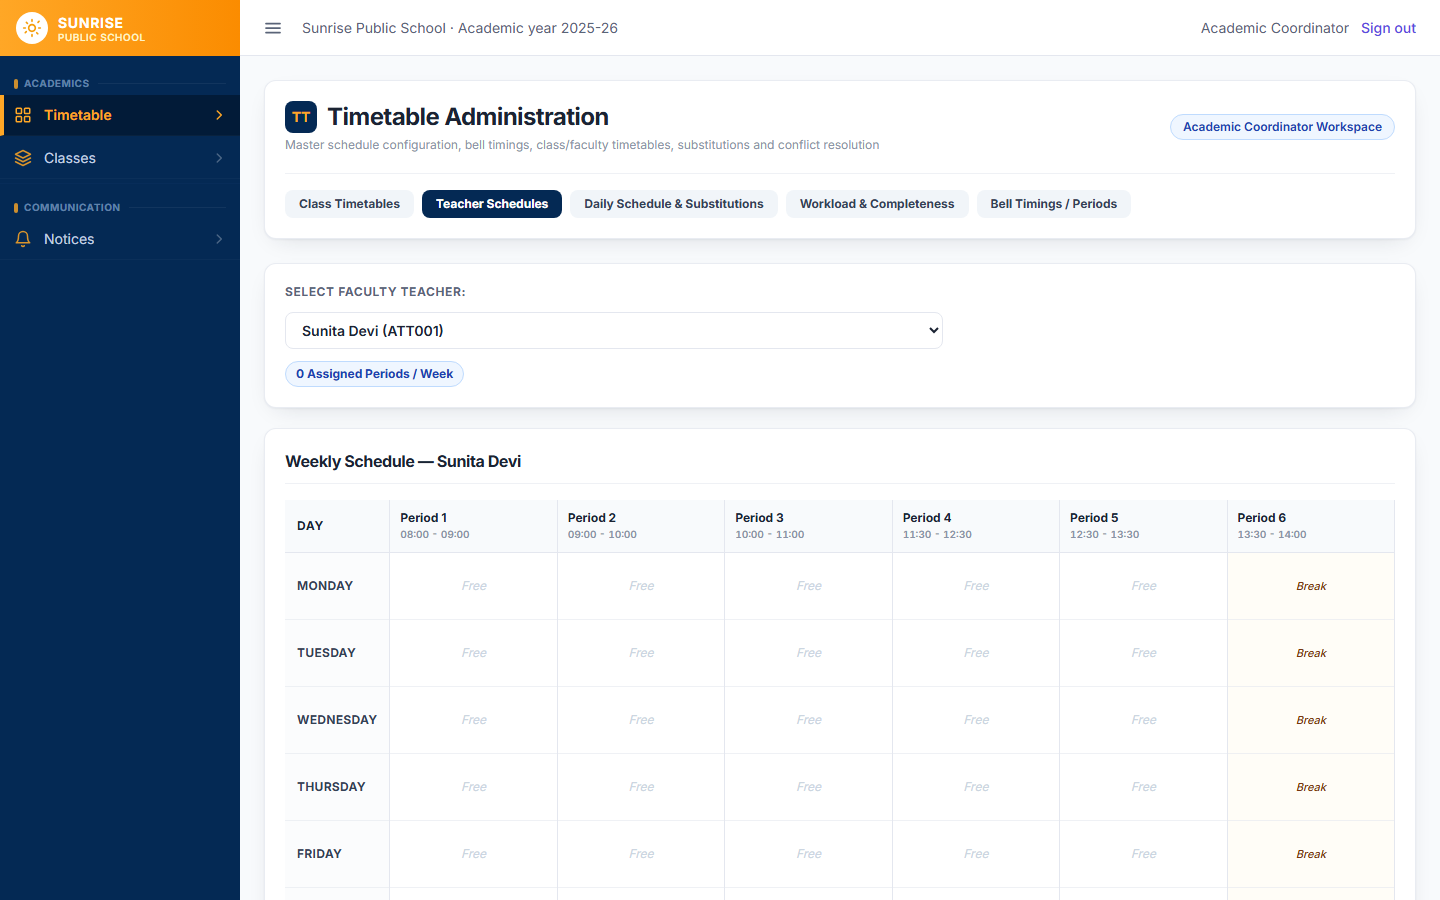 SUNRISE
PUBLIC SCHOOL
Sunrise Public School · Academic year 2025-26
Academic Coordinator Sign out
ACADEMICS
Timetable
Classes
COMMUNICATION
Notices
TT Timetable Administration
Master schedule configuration, bell timings, class/faculty timetables, substitutions and conflict resolution
Academic Coordinator Workspace
Class Timetables Teacher Schedules Daily Schedule & Substitutions Workload & Completeness Bell Timings / Periods
SELECT FACULTY TEACHER:
Sunita Devi (ATT001)
0 Assigned Periods / Week
Weekly Schedule — Sunita Devi
DAY Period 1 Period 2 Period 3 Period 4 Period 5 Period 6
08:00 - 09:00 09:00 - 10:00 10:00 - 11:00 11:30 - 12:30 12:30 - 13:30 13:30 - 14:00
MONDAY Free Free Free Free Free Break
TUESDAY Free Free Free Free Free Break
WEDNESDAY Free Free Free Free Free Break
THURSDAY Free Free Free Free Free Break
FRIDAY Free Free Free Free Free Break